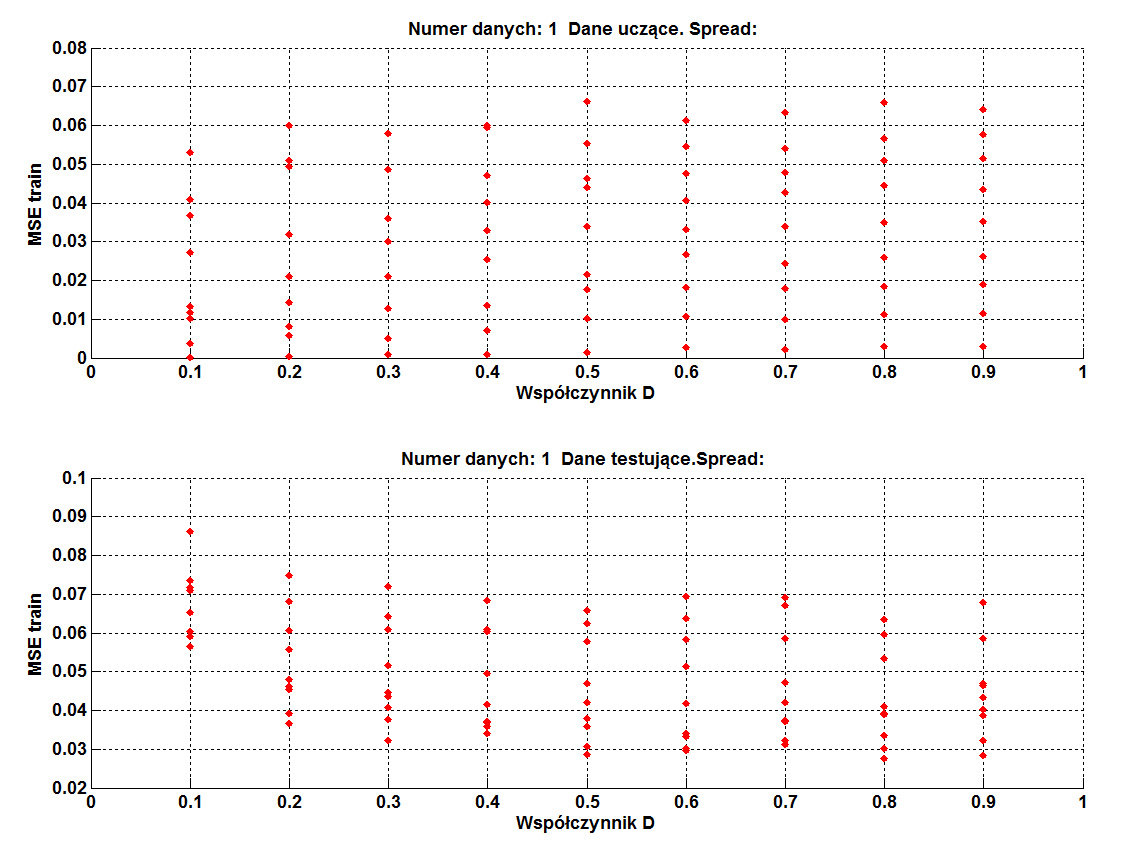 Numer danych: 1  Dane uczące. Spread:
0.08
0.07
0.06
0.05
0.04
0.03
0.02
0.01
0
MSE train
0 0.1 0.2 0.3 0.4 0.5 0.6 0.7 0.8 0.9 1
Współczynnik D
Numer danych: 1  Dane testujące.Spread:
0.1
0.09
0.08
0.07
0.06
0.05
0.04
0.03
0.02
MSE train
0 0.1 0.2 0.3 0.4 0.5 0.6 0.7 0.8 0.9 1
Współczynnik D